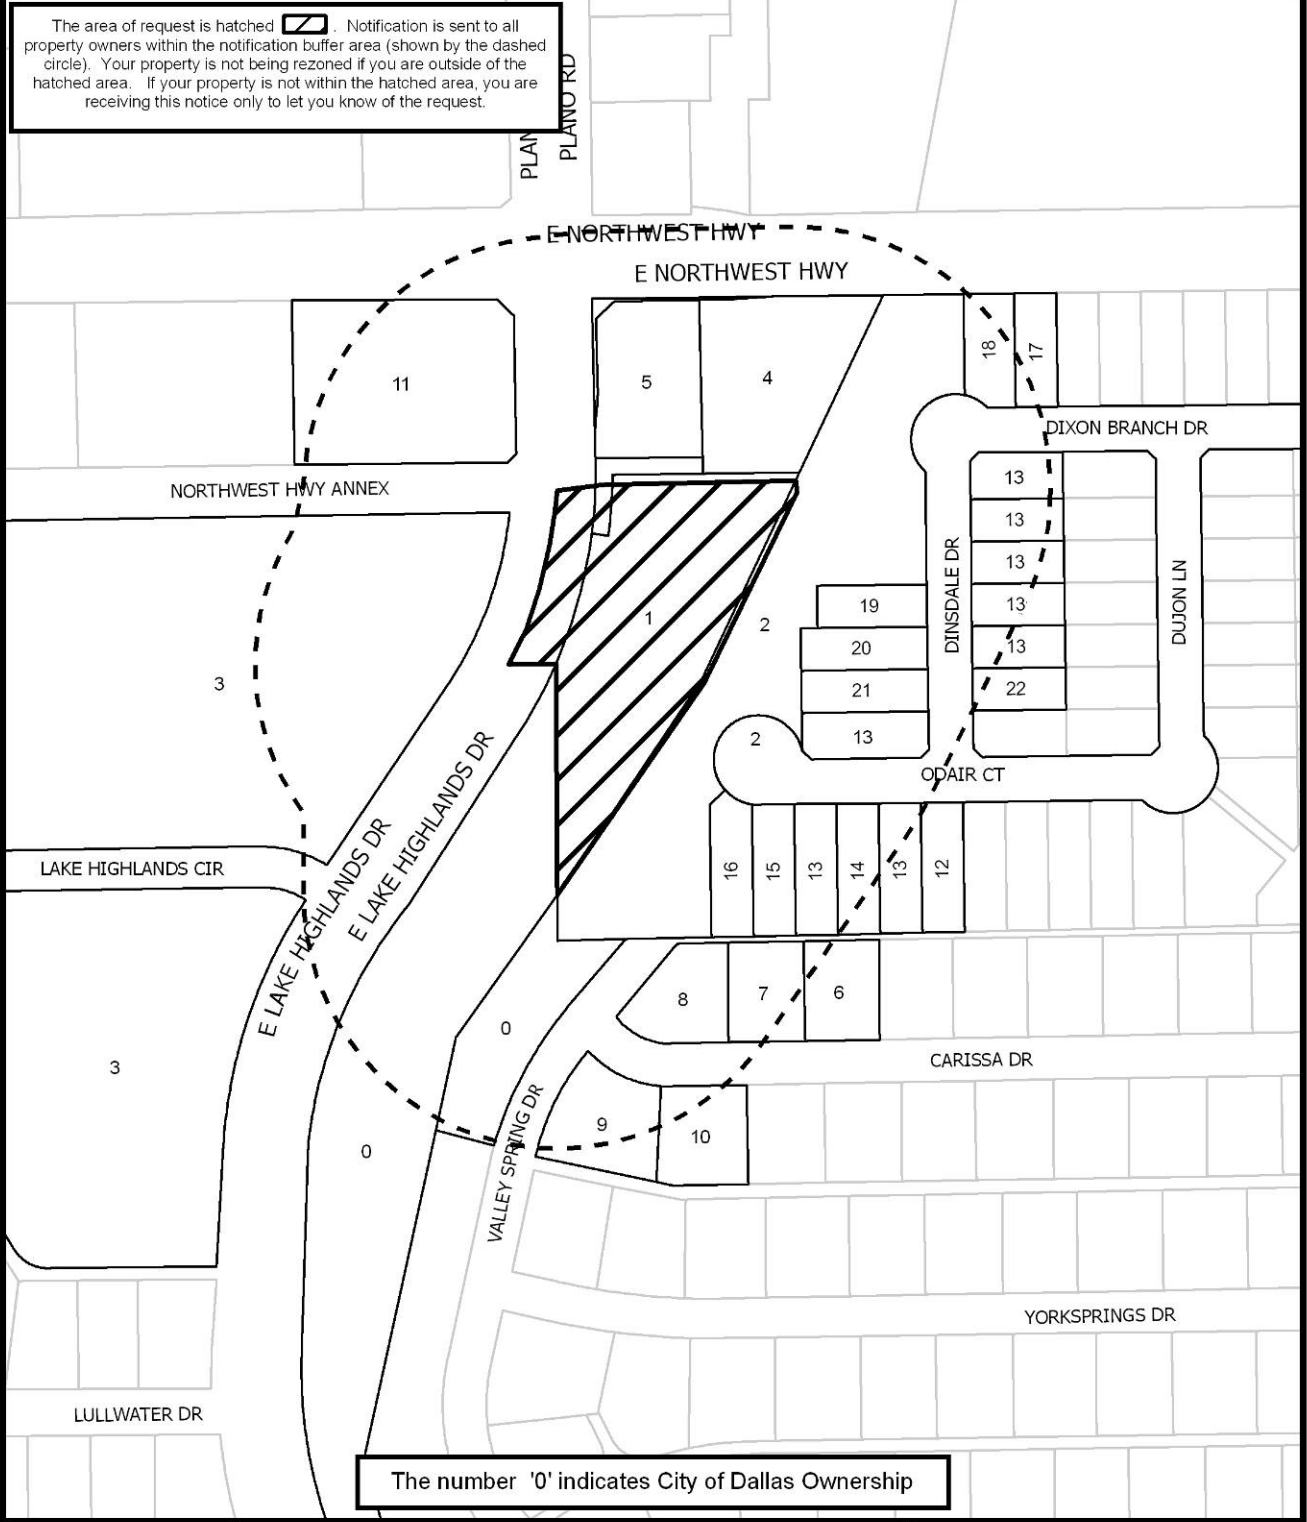 The area of request is hatched . Notification is sent to all
property owners within the notification buffer area (shown by the dashed
circle). Your property is not being rezoned if you are outside of the
hatched area. If your property is not within the hatched area, you are
receiving this notice only to let you know of the request.
PLANO RD
E NORTHWEST HWY
E NORTHWEST HWY
11
5
4
18
17
DIXON BRANCH DR
NORTHWEST HWY ANNEX
13
13
13
13
13
22
DINSDALE DR
DUJON LN
19
20
21
13
1
2
2
3
ODAIR CT
E LAKE HIGHLANDS DR
E LAKE HIGHLANDS DR
LAKE HIGHLANDS CIR
16
15
13
14
13
12
8
7
6
0
CARISSA DR
3
VALLEY SPRING DR
9
10
0
YORKSPRINGS DR
LULLWATER DR
The number '0' indicates City of Dallas Ownership